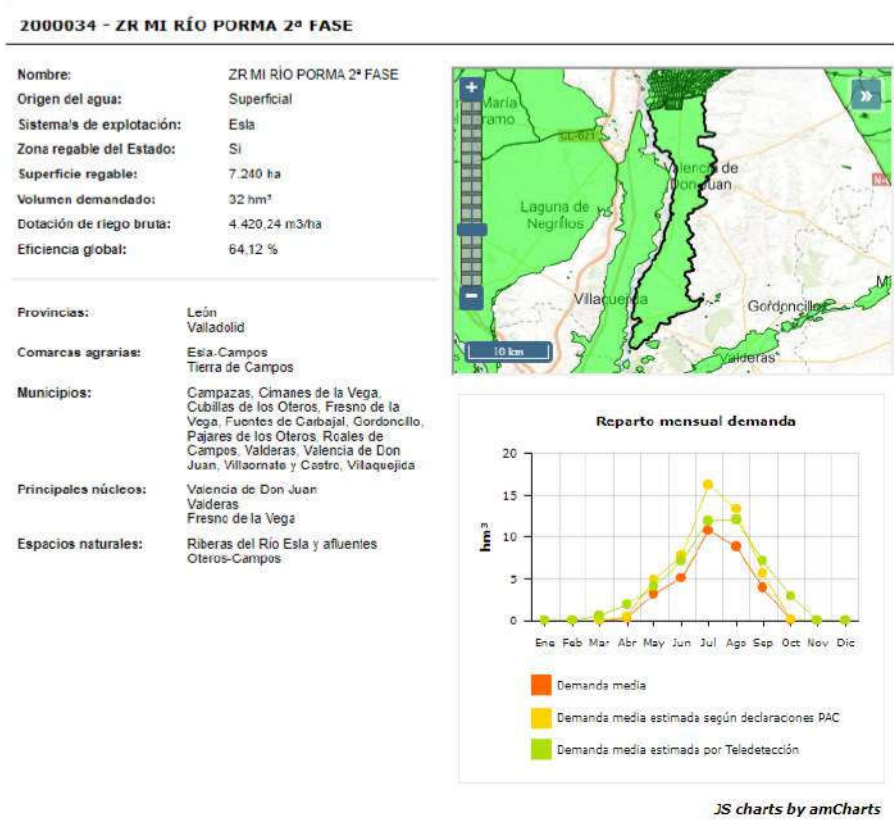 2000034 - ZR MI RÍO PORMA 2ª FASE
Nombre: ZR MI RÍO PORMA 2ª FASE
Origen del agua: Superficial
Sistema/s de explotación: Esla
Zona regable del Estado: Sí
Superficie regable: 7.240 ha
Volumen demandado: 32 hm³
Dotación de riego bruta: 4.420,24 m3/ha
Eficiencia global: 64,12 %
Provincias: León
Valladolid
Comarcas agrarias: Esla-Campos
Tierra de Campos
Municipios: Campazas, Cimanes de la Vega,
Cubillas de los Oteros, Fresno de la
Vega, Fuentes de Carbajal, Gordoncillo,
Pajares de los Oteros, Roales de
Campos, Valderas, Valencia de Don
Juan, Villaornate y Castro, Villaquejida
Principales núcleos: Valencia de Don Juan
Valderas
Fresno de la Vega
Espacios naturales: Riberas del Río Esla y afluentes
Oteros-Campos
+
»
María
ramo
CL-621
Valencia de
Don Juan
Laguna de
Negrillos
Villaquejida
Gordoncillo
Valderas
10 km
Reparto mensual demanda
hm³
20
15
10
5
0
Ene Feb Mar Abr May Jun Jul Ago Sep Oct Nov Dic
Demanda media
Demanda media estimada según declaraciones PAC
Demanda media estimada por Teledetección
JS charts by amCharts